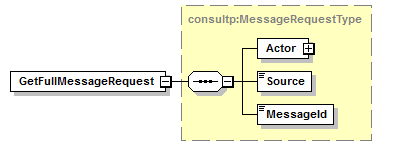 consultp:MessageRequestType
Actor
GetFullMessageRequest
Source
MessageId